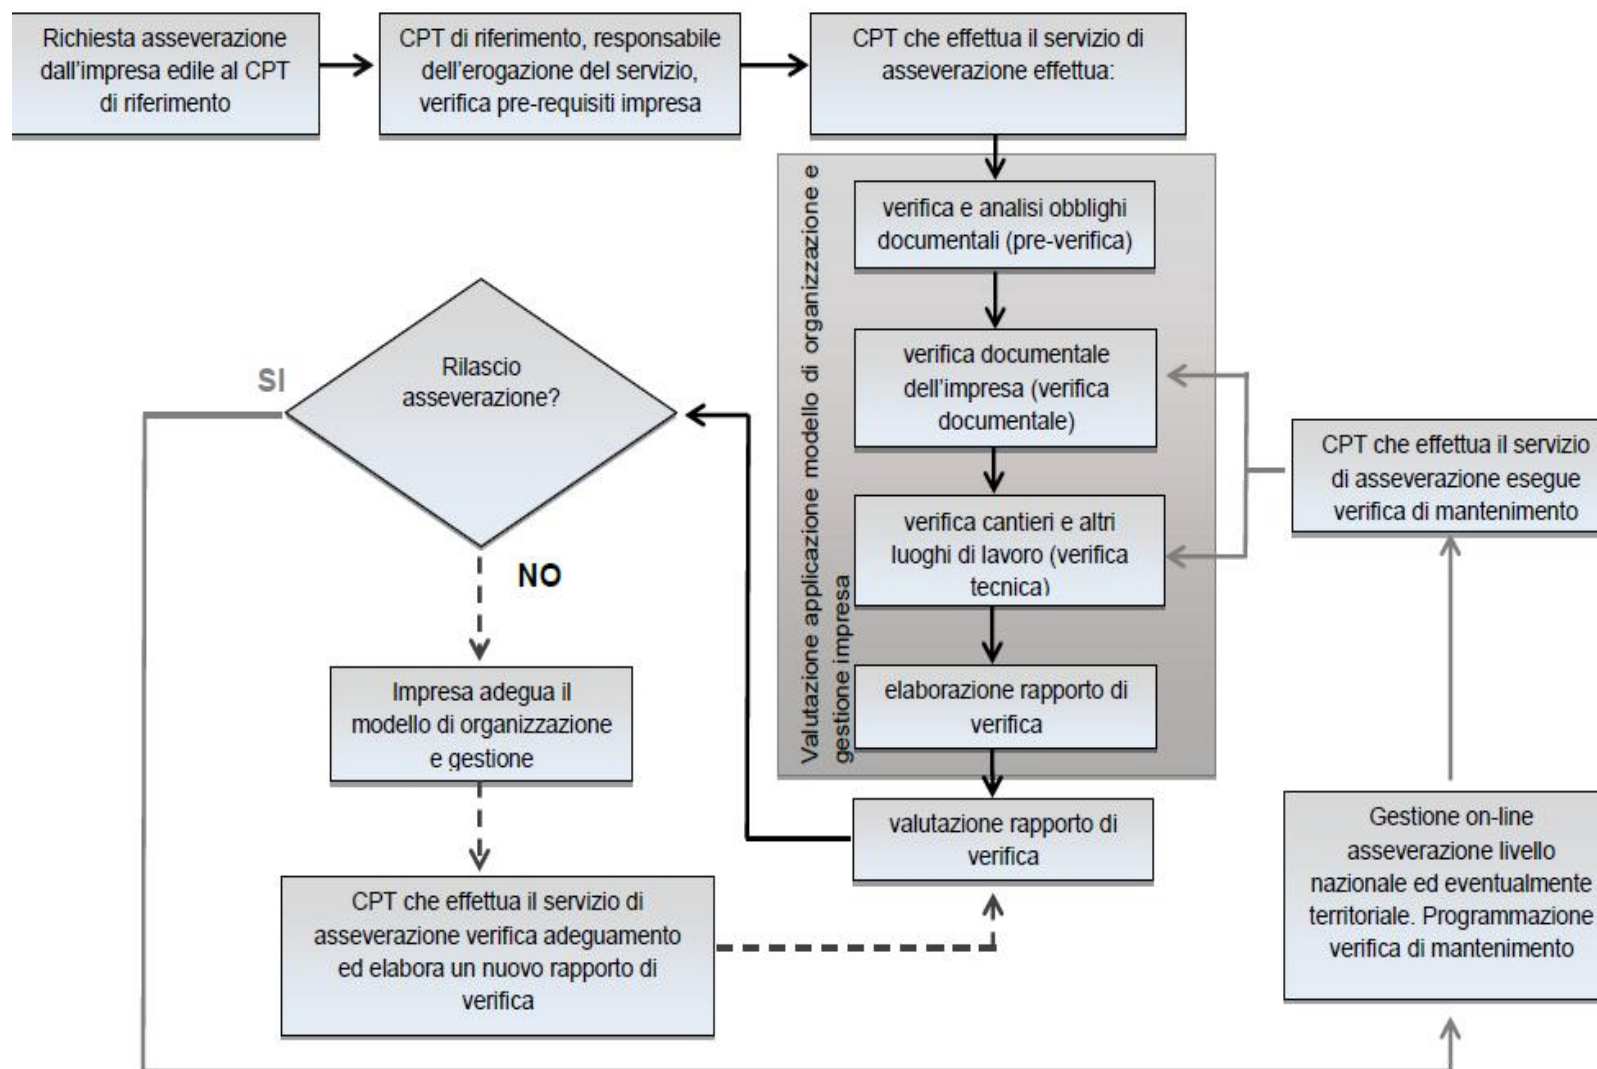 Richiesta asseverazione
dall'impresa edile al CPT
di riferimento
CPT di riferimento, responsabile
dell'erogazione del servizio,
verifica pre-requisiti impresa
CPT che effettua il servizio di
asseverazione effettua:
Valutazione applicazione modello di organizzazione e
gestione impresa
verifica e analisi obblighi
documentali (pre-verifica)
verifica documentale
dell'impresa (verifica
documentale)
verifica cantieri e altri
luoghi di lavoro (verifica
tecnica)
elaborazione rapporto di
verifica
valutazione rapporto di
verifica
Rilascio
asseverazione?
SI
NO
Impresa adegua il
modello di organizzazione
e gestione
CPT che effettua il servizio di
asseverazione verifica adeguamento
ed elabora un nuovo rapporto di
verifica
CPT che effettua il servizio
di asseverazione esegue
verifica di mantenimento
Gestione on-line
asseverazione livello
nazionale ed eventualmente
territoriale. Programmazione
verifica di mantenimento